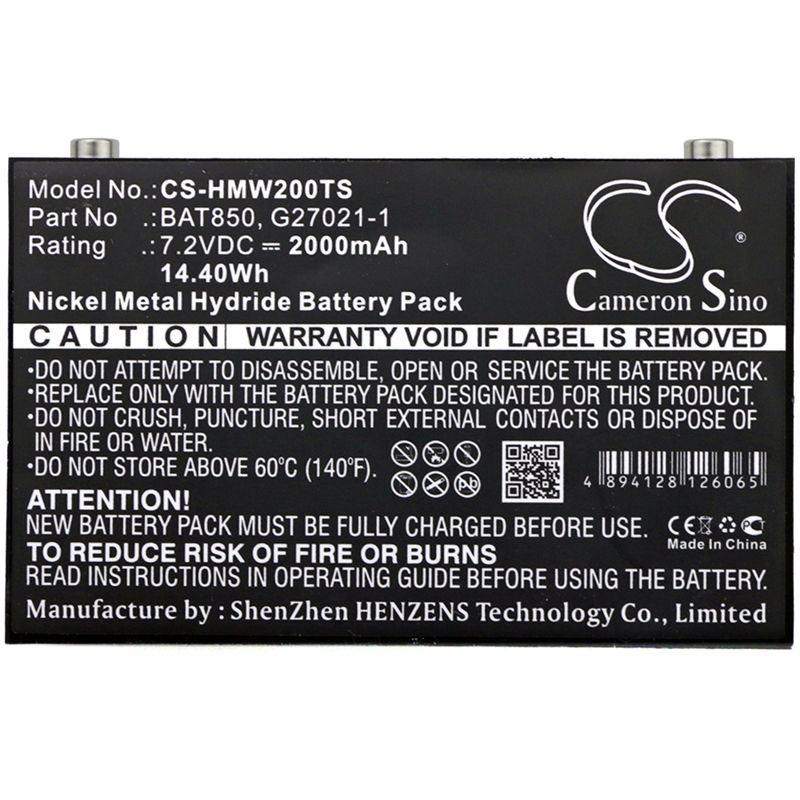 Model No.: CS-HMW200TS
Part No : BAT850, G27021-1
Rating : 7.2VDC ⎓ 2000mAh
14.40Wh
Nickel Metal Hydride Battery Pack
CS
®
Cameron Sino
CAUTION WARRANTY VOID IF LABEL IS REMOVED
•DO NOT ATTEMPT TO DISASSEMBLE, OPEN OR SERVICE THE BATTERY PACK.
•REPLACE ONLY WITH THE BATTERY PACK DESIGNATED FOR THIS PRODUCT.
•DO NOT CRUSH, PUNCTURE, SHORT EXTERNAL CONTACTS OR DISPOSE OF
IN FIRE OR WATER.
•DO NOT STORE ABOVE 60°C (140°F).
Pb
4 894128 126065
ATTENTION!
NEW BATTERY PACK MUST BE FULLY CHARGED BEFORE USE.
TO REDUCE RISK OF FIRE OR BURNS
READ INSTRUCTIONS IN OPERATING GUIDE BEFORE USING THE BATTERY.
CE PCT
Made In China
Manufacture by : ShenZhen HENZENS Technology Co., Limited